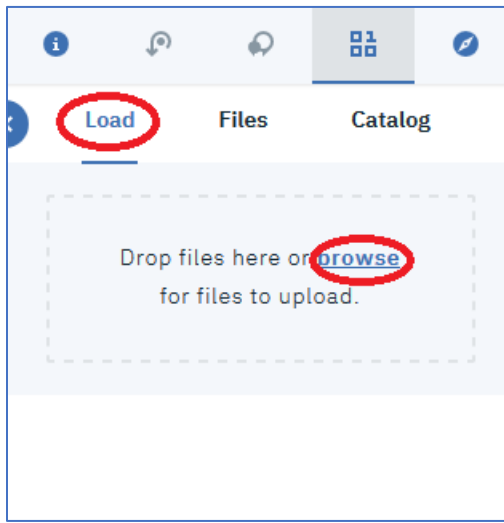 Load Files Catalog
Drop files here or browse
for files to upload.